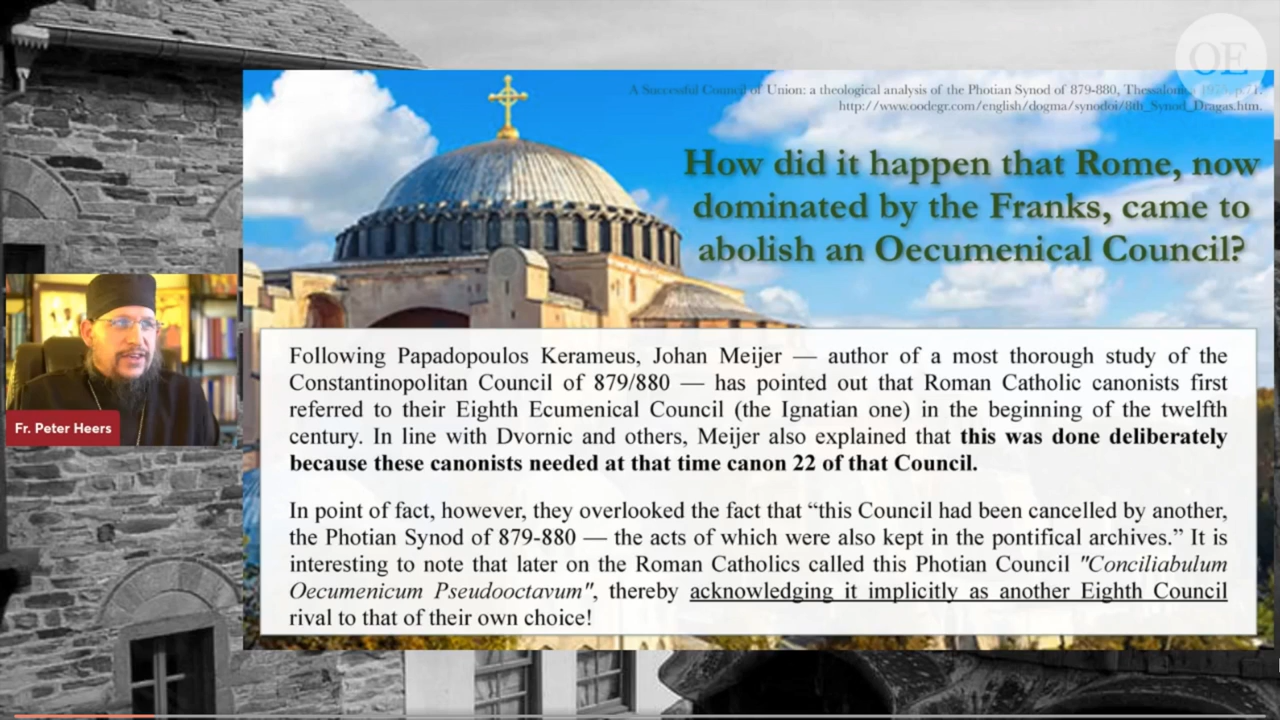 OE
A Successful Council of Union: a theological analysis of the Photian Synod of 879-880,
http://www.oodegr.com/english/dogma/synodoi/8th_Synod_Dragas.htm.
How did it happen that Rome, now
dominated by the Franks, came to
abolish an Oecumenical Council?
Following Papadopoulos Kerameus, Johan Meijer — author of a most thorough study of the
Constantinopolitan Council of 879/880 — has pointed out that Roman Catholic canonists first
referred to their Eighth Ecumenical Council (the Ignatian one) in the beginning of the twelfth
century. In line with Dvornic and others, Meijer also explained that this was done deliberately
because these canonists needed at that time canon 22 of that Council.
In point of fact, however, they overlooked the fact that “this Council had been cancelled by another,
the Photian Synod of 879-880 — the acts of which were also kept in the pontifical archives.” It is
interesting to note that later on the Roman Catholics called this Photian Council "Conciliabulum
Oecumenicum Pseudooctavum", thereby acknowledging it implicitly as another Eighth Council
rival to that of their own choice!
Fr. Peter Heers